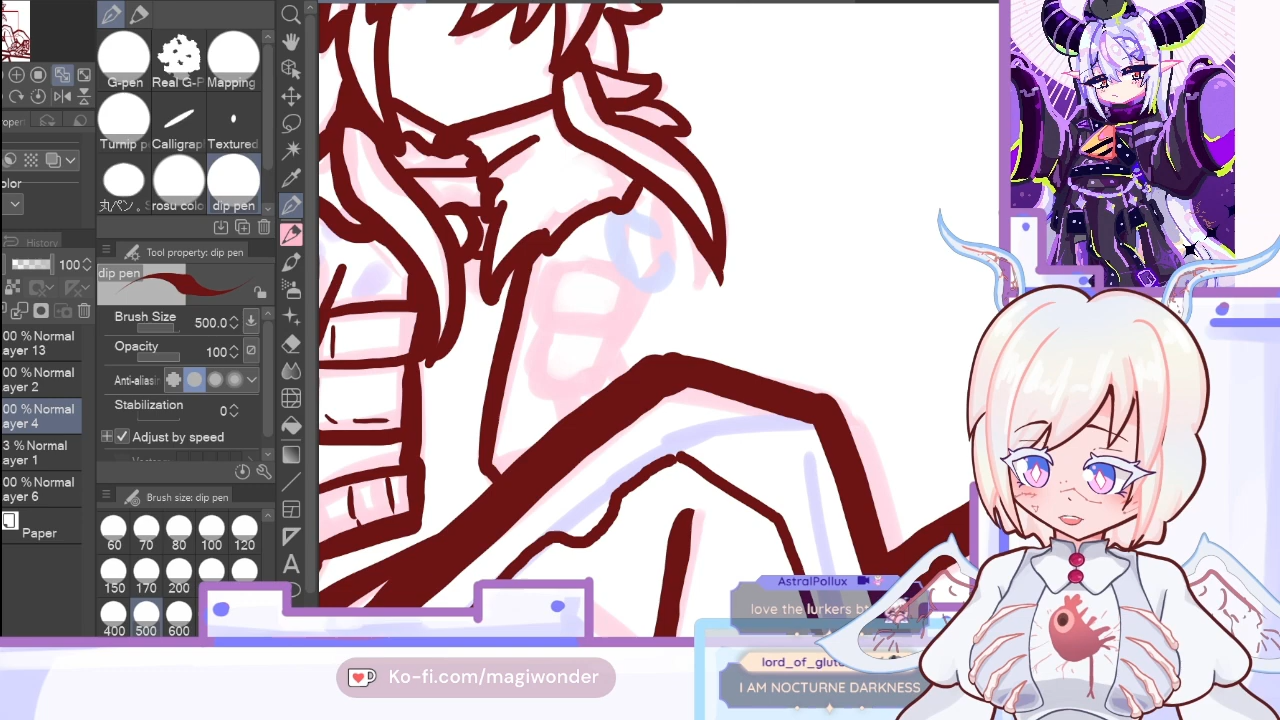 G-pen
Real G-P
Mapping
Turnip p
Calligrap
Textured
丸ペン。
rosu colo
dip pen
olor
History
100
Tool property: dip pen
dip pen
Brush Size
500.0
Opacity
100
Anti-aliasin
Stabilization
0
Adjust by speed
00 % Normal
ayer 13
00 % Normal
ayer 2
00 % Normal
ayer 4
3 % Normal
ayer 1
00 % Normal
ayer 6
Paper
Brush size: dip pen
60 70 80 100 120
150 170 200
400 500 600
A
Ko-fi.com/magiwonder
AstralPollux
love the lurkers bt
lord_of_glut
I AM NOCTURNE DARKNESS